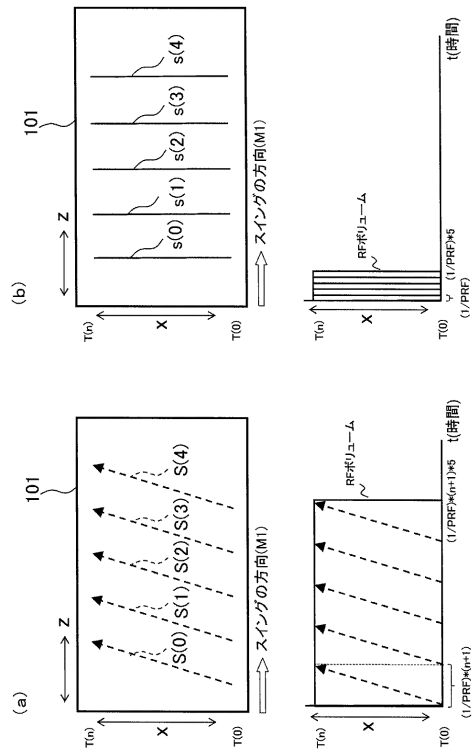 (a)
101
Z
T(n)
X
T(0)
S(0)
S(1)
S(2)
S(3)
S(4)
スイングの方向(M1)
T(n)
X
T(0)
RFボリューム
t(時間)
(1/PRF)*(n+1)
(1/PRF)*(n+1)*5
(b)
101
Z
T(n)
X
T(0)
s(0)
s(1)
s(2)
s(3)
s(4)
スイングの方向(M1)
T(n)
X
T(0)
RFボリューム
t(時間)
(1/PRF)
(1/PRF)*5